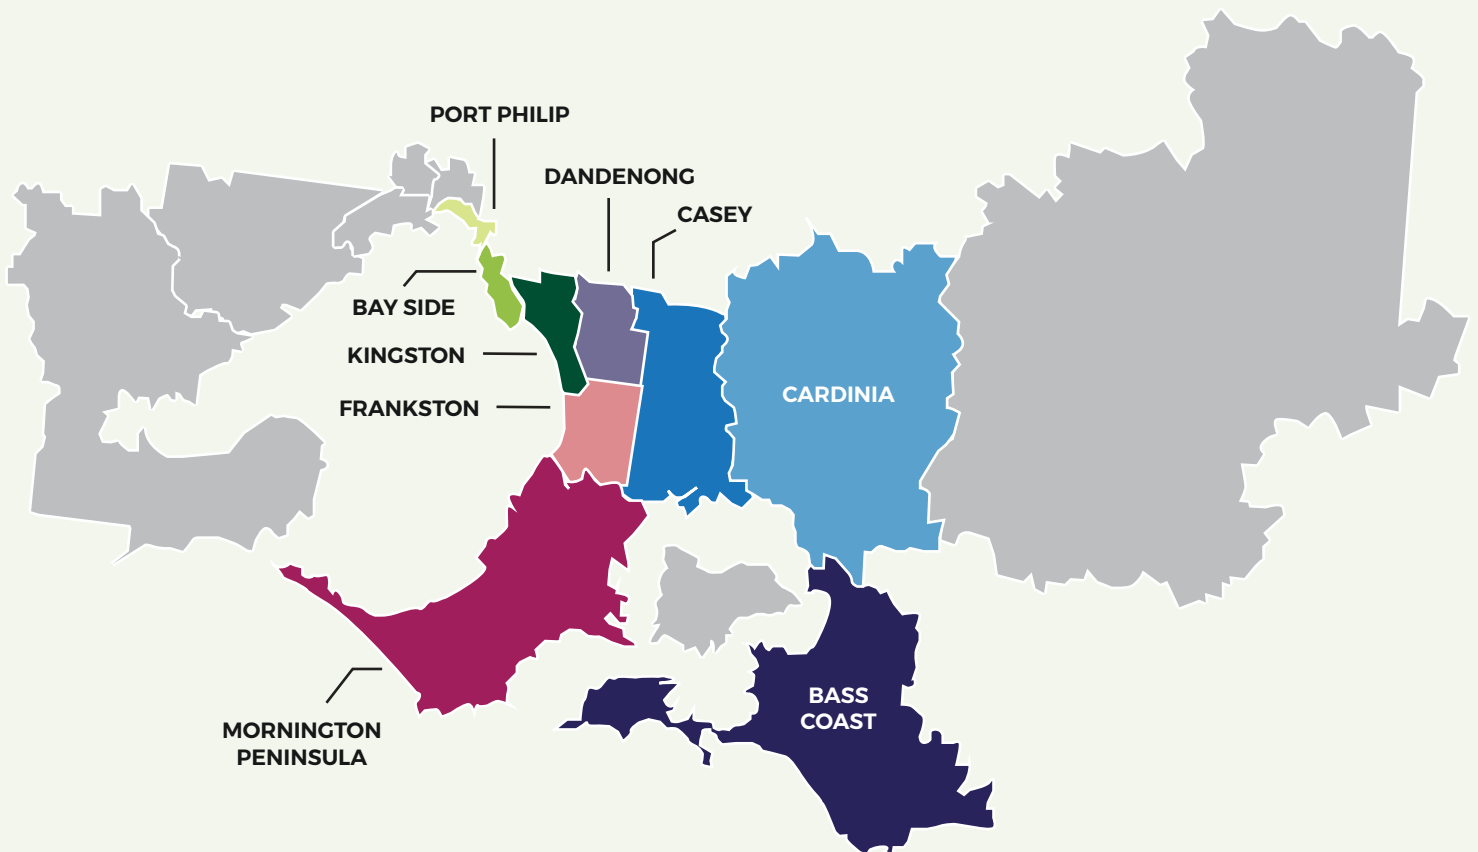 PORT PHILIP
DANDENONG
CASEY
BAY SIDE
KINGSTON
CARDINIA
FRANKSTON
BASS
COAST
MORNINGTON
PENINSULA